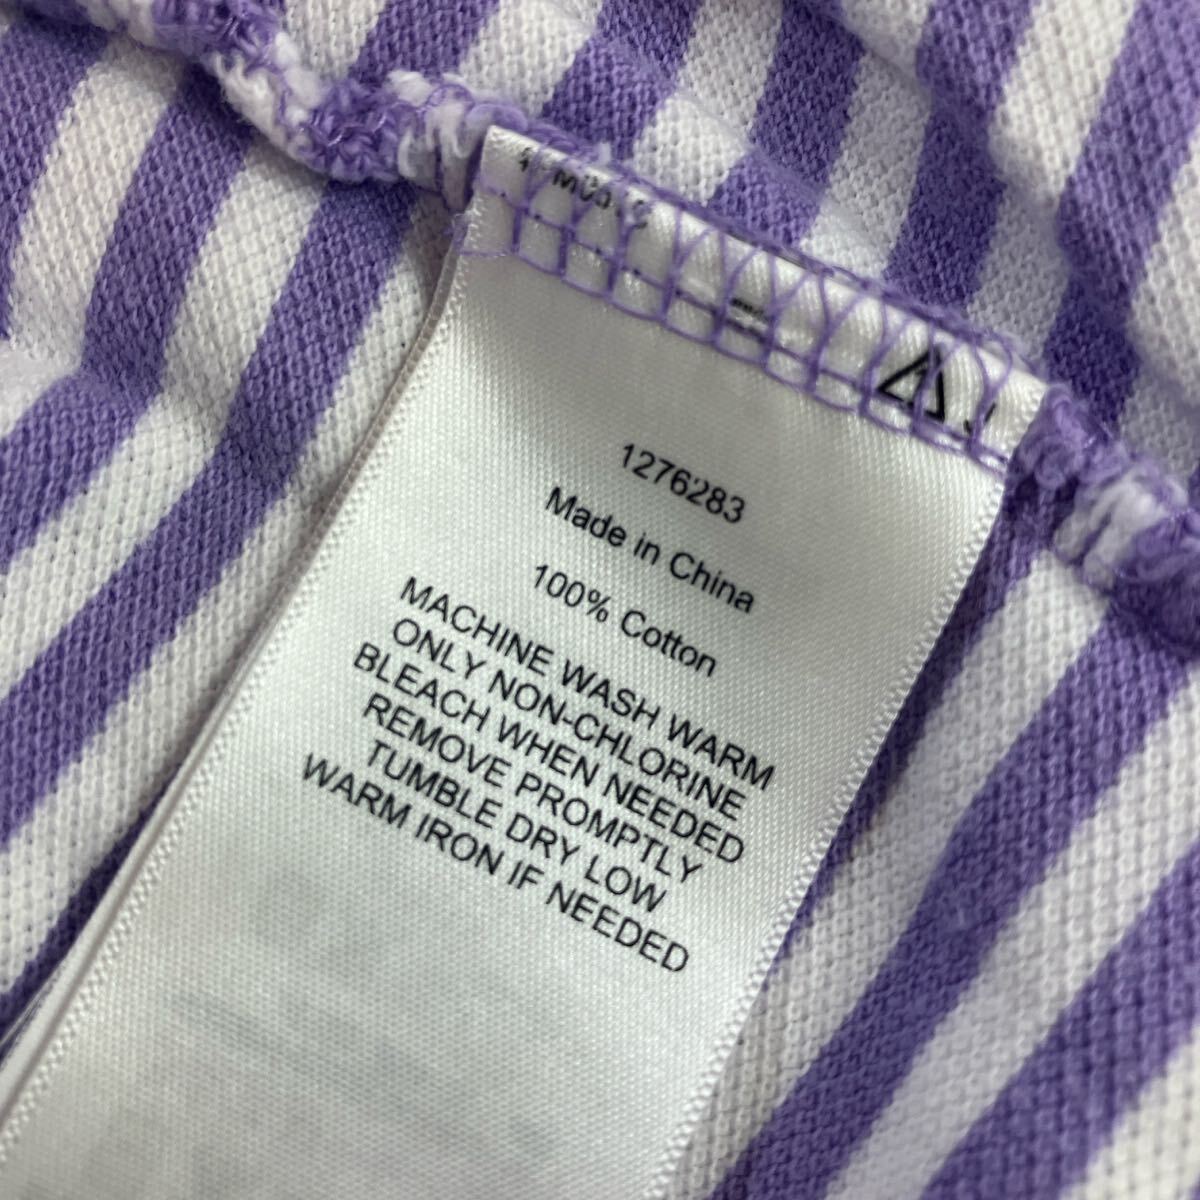 1276283
Made in China
100% Cotton
MACHINE WASH WARM
ONLY NON-CHLORINE
BLEACH WHEN NEEDED
REMOVE PROMPTLY
TUMBLE DRY LOW
WARM IRON IF NEEDED